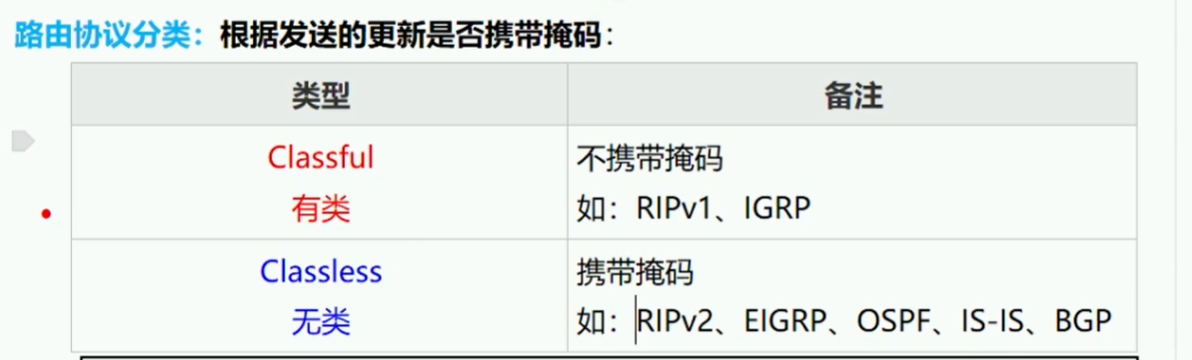 路由协议分类：根据发送的更新是否携带掩码：
类型
备注
Classful
有类
不携带掩码
如：RIPv1、IGRP
Classless
无类
携带掩码
如：RIPv2、EIGRP、OSPF、IS-IS、BGP